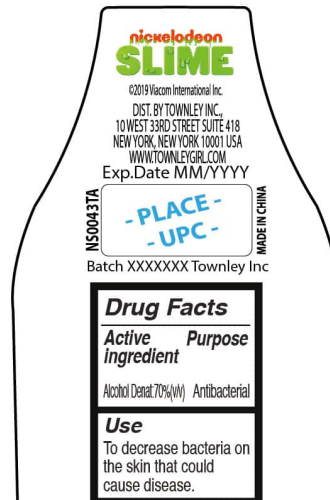 nickelodeon
SLIME
©2019 Viacom International Inc.
DIST. BY TOWNLEY INC.,
10 WEST 33RD STREET SUITE 418
NEW YORK, NEW YORK 10001 USA
WWW.TOWNLEYGIRL.COM
Exp.Date MM/YYYY
NS0043TA
- PLACE -
- UPC -
MADE IN CHINA
Batch XXXXXXX Townley Inc
Drug Facts
Active Purpose
ingredient
Alcohol Denat.70%(v/v) Antibacterial
Use
To decrease bacteria on
the skin that could
cause disease.